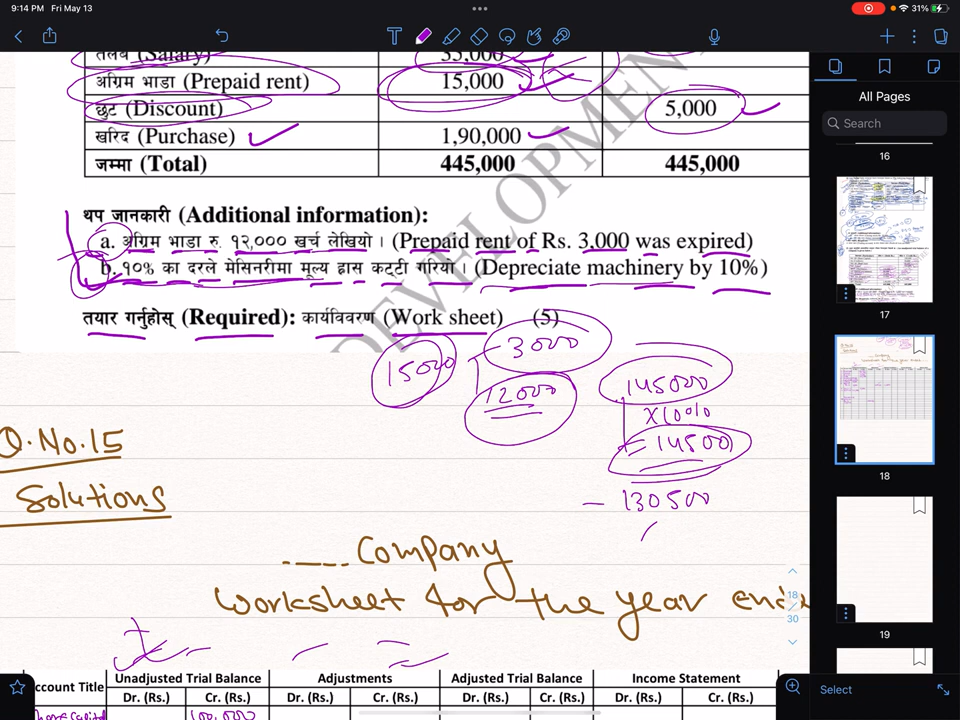 9:14 PM Fri May 13
31%
तलब (Salary) 35,000
अग्रिम भाडा (Prepaid rent) 15,000
छुट (Discount) 5,000
खरिद (Purchase) 1,90,000
जम्मा (Total) 445,000 445,000
थप जानकारी (Additional information):
a. अग्रिम भाडा रु. १२,००० खर्च लेखियो । (Prepaid rent of Rs. 3,000 was expired)
b. १०% का दरले मेसिनरीमा मूल्य ह्रास कट्टी गरियो । (Depreciate machinery by 10%)
तयार गर्नुहोस् (Required): कार्यविवरण (Work sheet) (5)
DEVELOPMEN
15000 - 3000
12000
145000
x10%
= 14500
- 130500
Q.No.15
Solutions
..... Company
Worksheet for the year end
ccount Title Unadjusted Trial Balance Adjustments Adjusted Trial Balance Income Statement
Dr. (Rs.) Cr. (Rs.) Dr. (Rs.) Cr. (Rs.) Dr. (Rs.) Cr. (Rs.) Dr. (Rs.) Cr. (Rs.)
All Pages
Search
16
17
18
19
18
30
Select